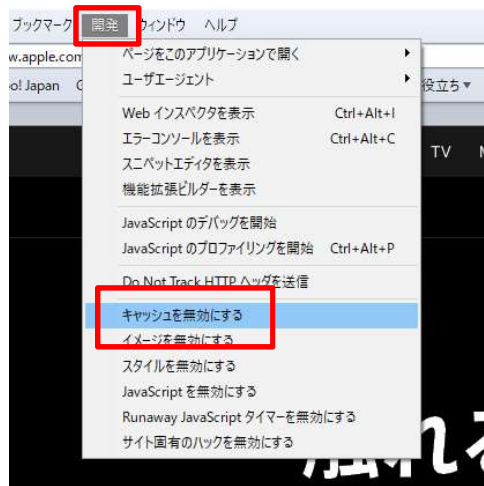 ブックマーク 開発 ウィンドウ ヘルプ
w.apple.com
o! Japan
役立ち▼
ページをこのアプリケーションで開く
ユーザエージェント
Web インスペクタを表示 Ctrl+Alt+I
エラーコンソールを表示 Ctrl+Alt+C
スニペットエディタを表示
機能拡張ビルダーを表示
TV
JavaScript のデバッグを開始
JavaScript のプロファイリングを開始 Ctrl+Alt+P
Do Not Track HTTP ヘッダを送信
キャッシュを無効にする
イメージを無効にする
スタイルを無効にする
JavaScript を無効にする
Runaway JavaScript タイマーを無効にする
サイト固有のハックを無効にする
触れる